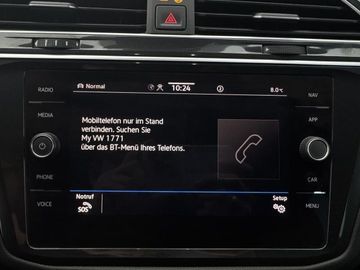 RADIO
Normal
10:24
8.0°C
NAV
MEDIA
APP
Mobiltelefon nur im Stand
verbinden. Suchen Sie
My VW 1771
über das BT-Menü Ihres Telefons.
PHONE
CAR
VOICE
Notruf
SOS
Setup
MENU